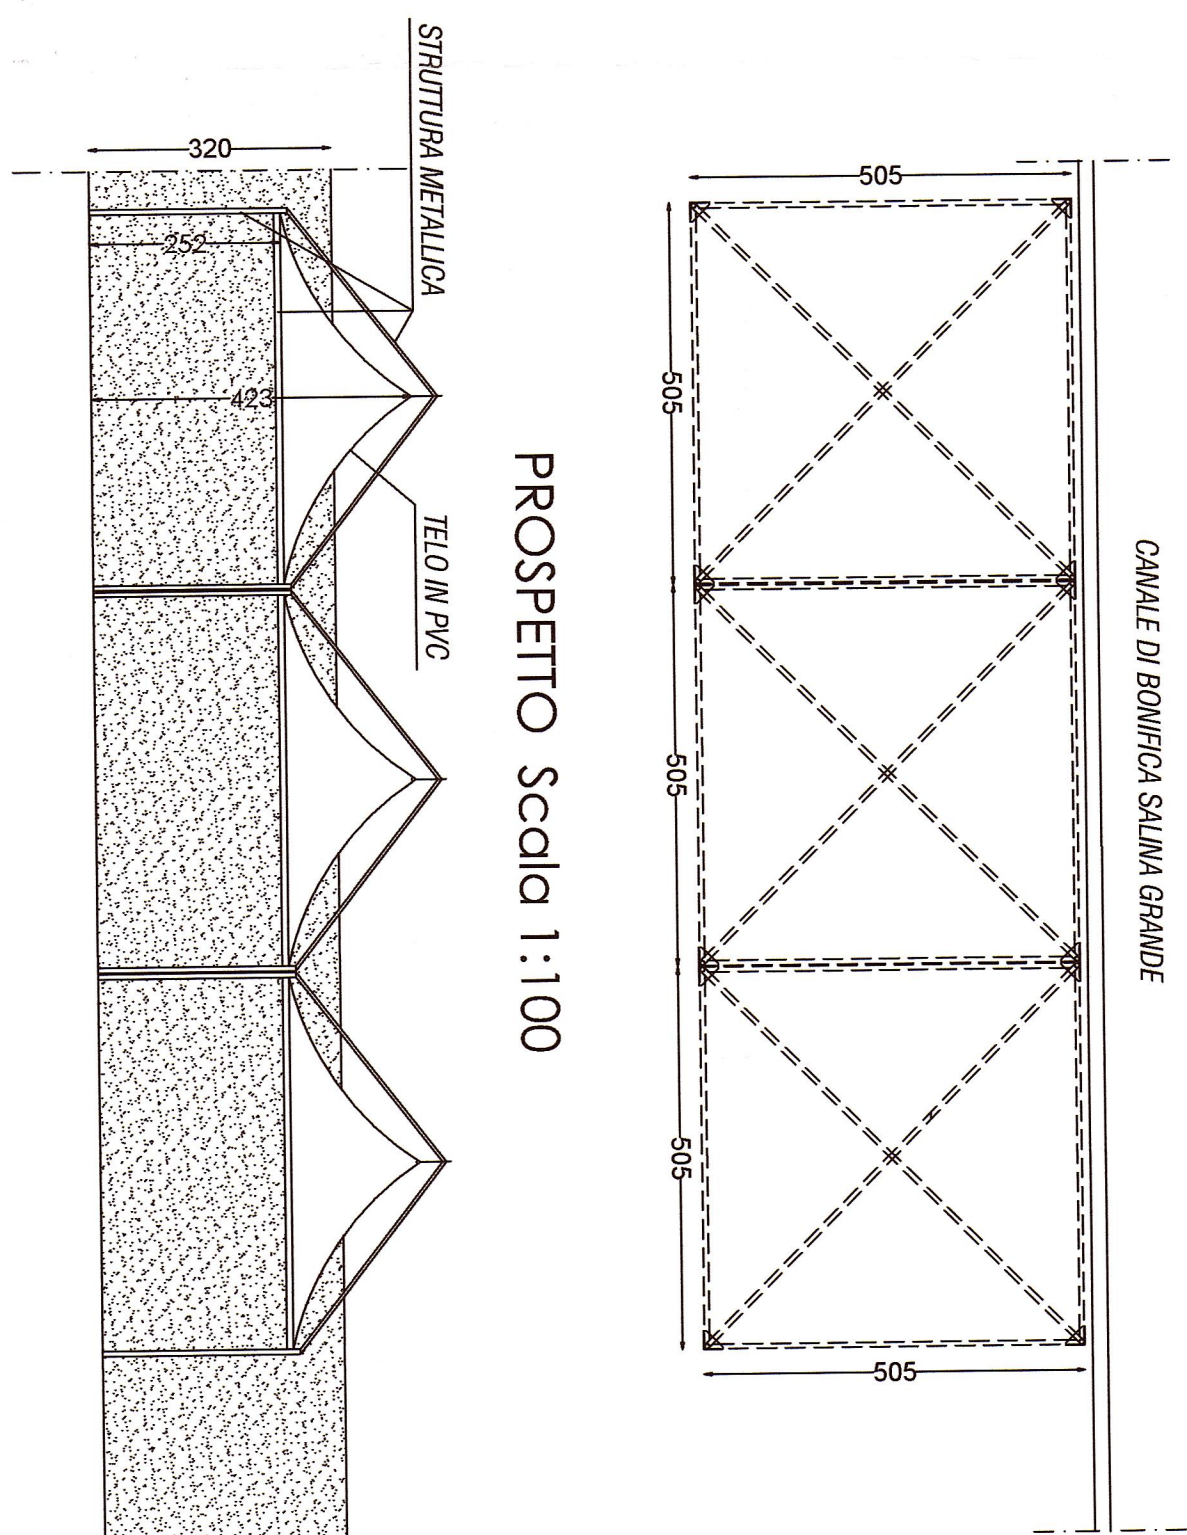 CANALE DI BONIFICA SALINA GRANDE
505
505
505
505
505
PROSPETTO Scala 1:100
STRUTTURA METALLICA
TELO IN PVC
320
252
423